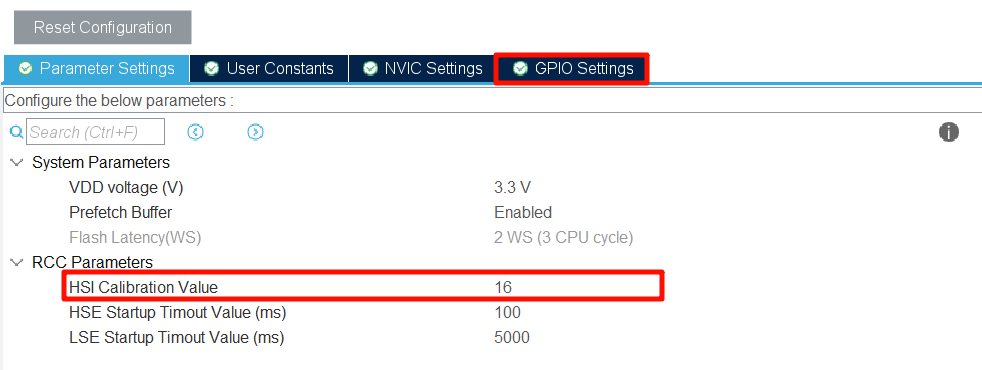 Reset Configuration
Parameter Settings User Constants NVIC Settings GPIO Settings
Configure the below parameters :
Search (Ctrl+F)
System Parameters
VDD voltage (V) 3.3 V
Prefetch Buffer Enabled
Flash Latency(WS) 2 WS (3 CPU cycle)
RCC Parameters
HSI Calibration Value 16
HSE Startup Timout Value (ms) 100
LSE Startup Timout Value (ms) 5000